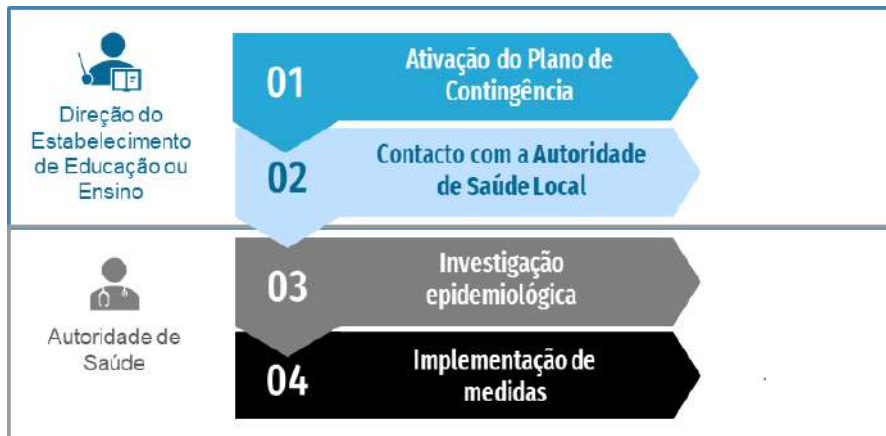 Direção do
Estabelecimento
de Educação ou
Ensino
01
Ativação do Plano de
Contingência
02
Contacto com a Autoridade
de Saúde Local
Autoridade de
Saúde
03
Investigação
epidemiológica
04
Implementação de
medidas